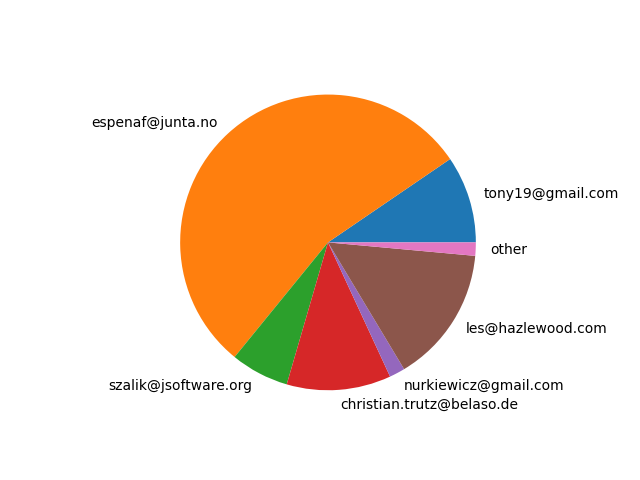 espenaf@junta.no
tony19@gmail.com
other
les@hazlewood.com
szalik@jsoftware.org
nurkiewicz@gmail.com
christian.trutz@belaso.de